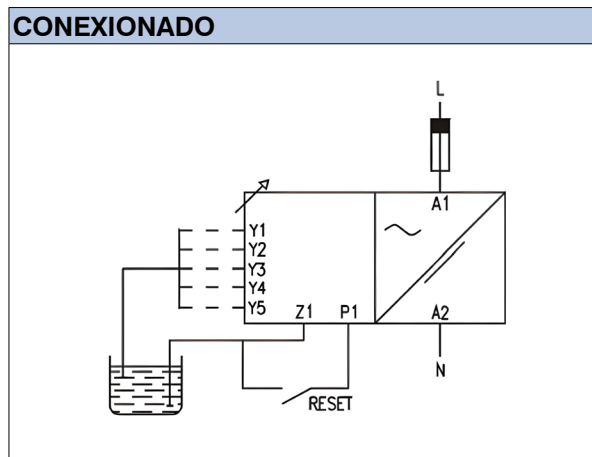 CONEXIONADO
L
A1
Y1
Y2
Y3
Y4
Y5
Z1 P1 A2
N
RESET